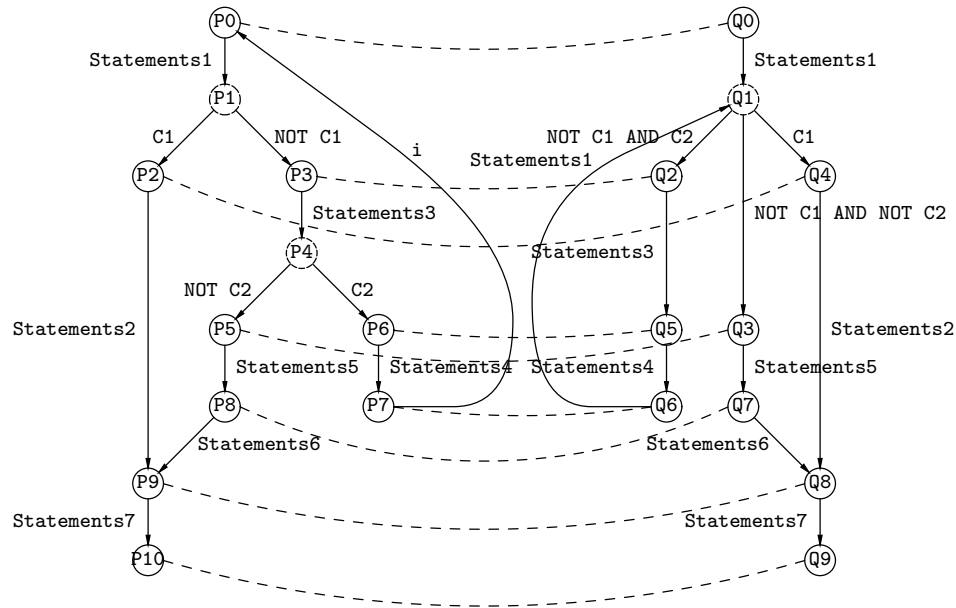 P0 Q0
Statements1 Statements1
P1 Q1
C1 NOT C1 NOT C1 AND C2 C1
i Statements1
P2 P3 Q2 Q4
Statements3 NOT C1 AND NOT C2
P4 Statements3
NOT C2 C2
Statements2 P5 P6 Q5 Q3 Statements2
Statements5 Statements4 Statements4 Statements5
P8 P7 Q6 Q7
Statements6 Statements6
P9 Q8
Statements7 Statements7
P10 Q9